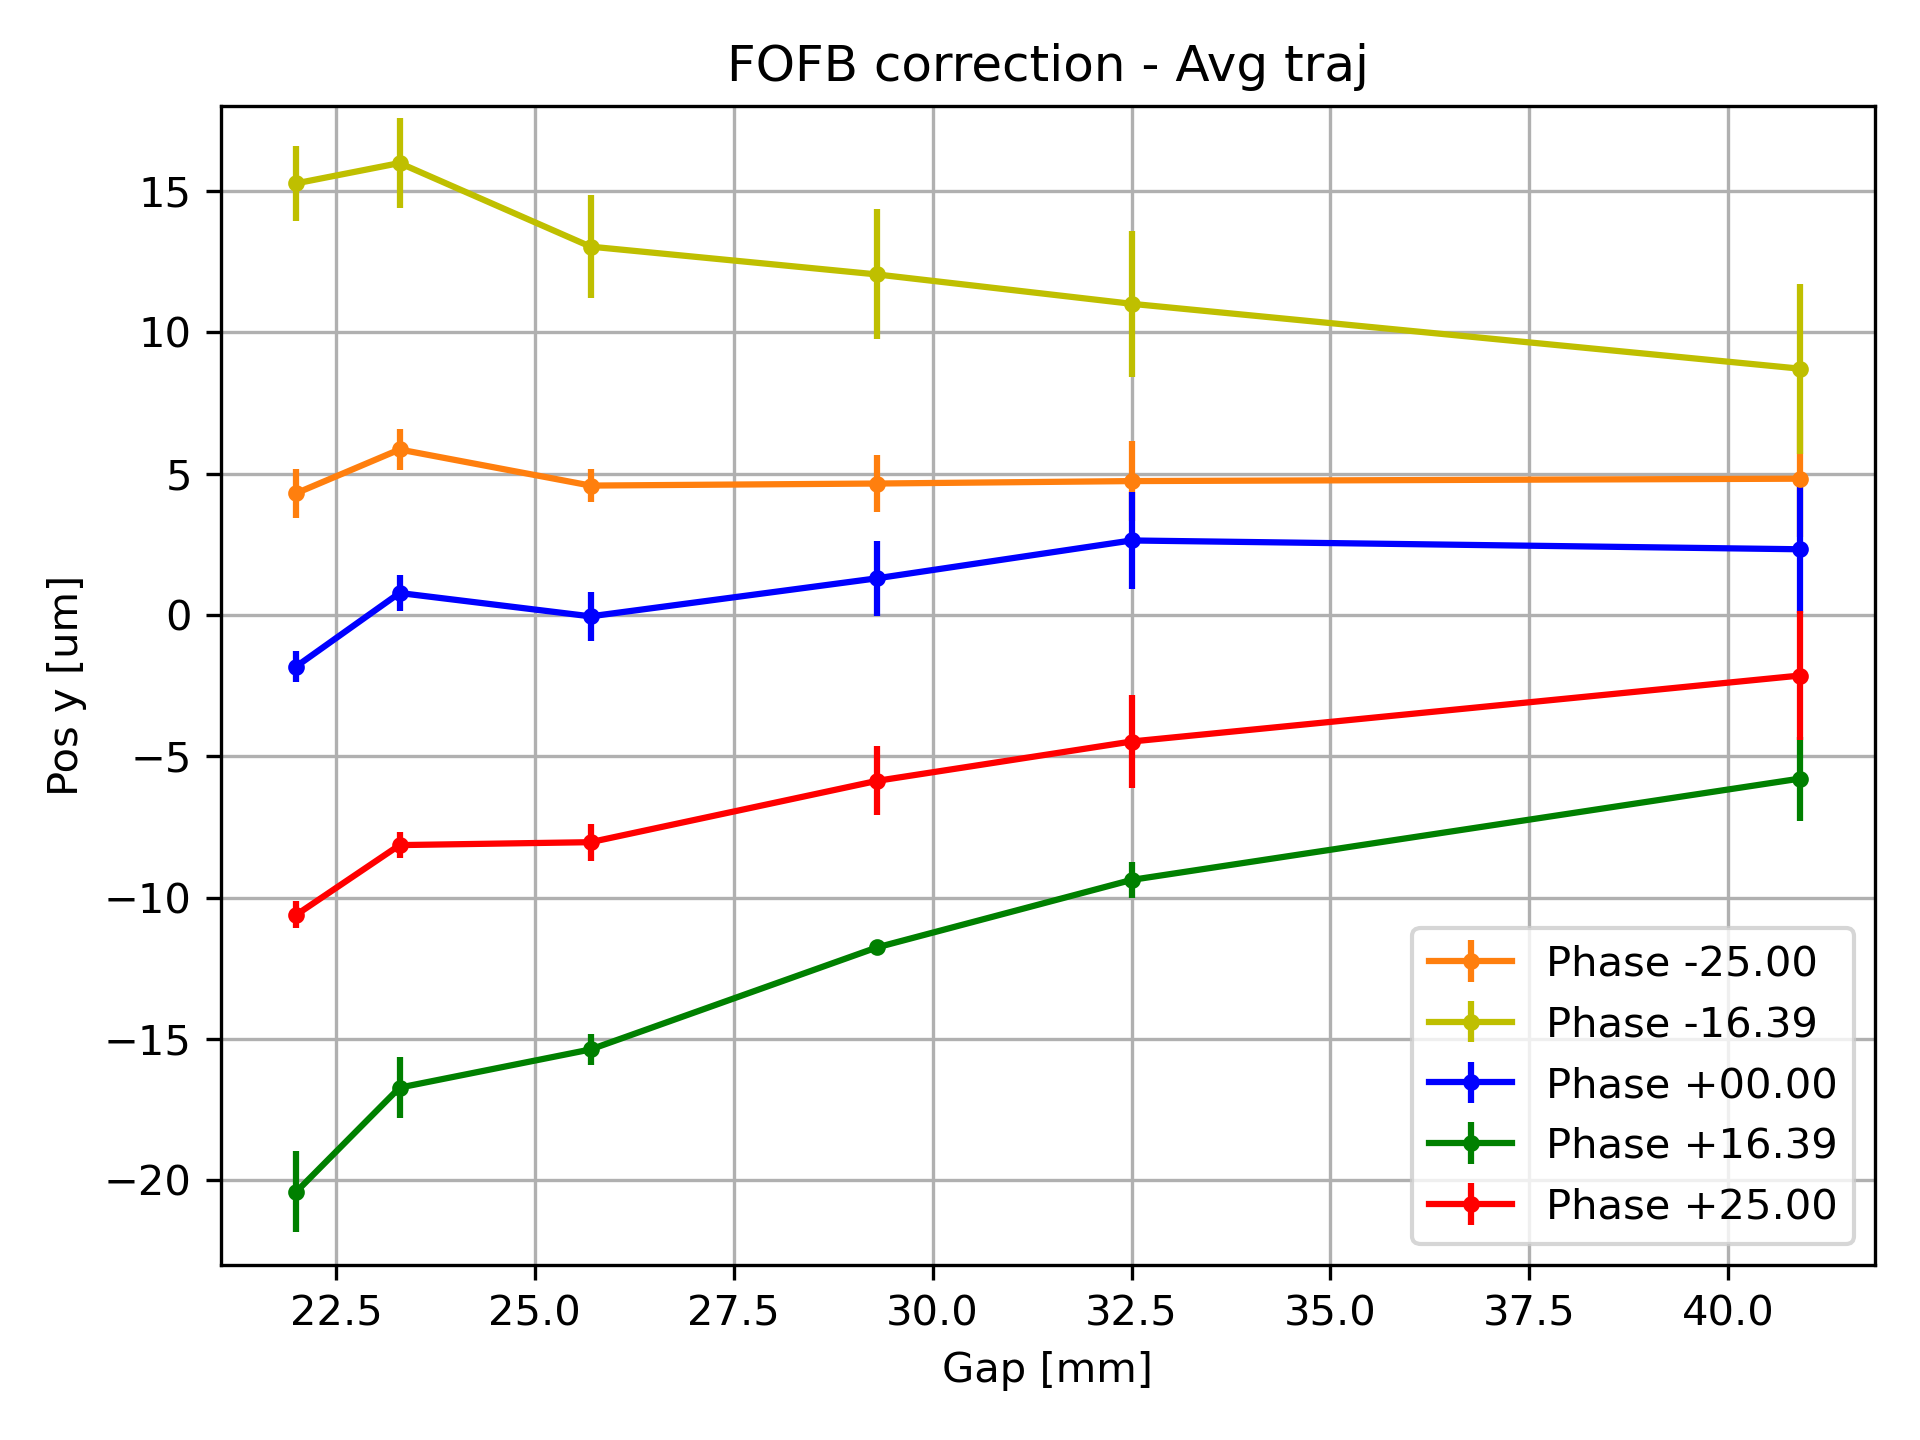 FOFB correction - Avg traj
Pos y [um]
15
10
5
0
−5
−10
−15
−20
22.5 25.0 27.5 30.0 32.5 35.0 37.5 40.0
Gap [mm]
Phase -25.00
Phase -16.39
Phase +00.00
Phase +16.39
Phase +25.00